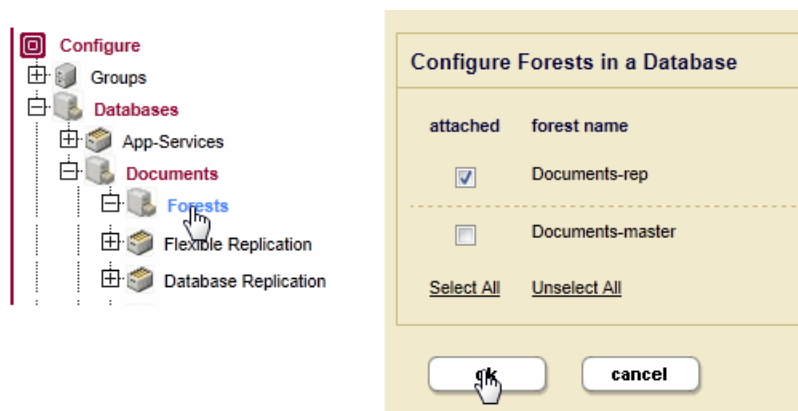 Configure
Groups
Databases
App-Services
Documents
Forests
Flexible Replication
Database Replication
Configure Forests in a Database
attached forest name
Documents-rep
Documents-master
Select All Unselect All
ok cancel